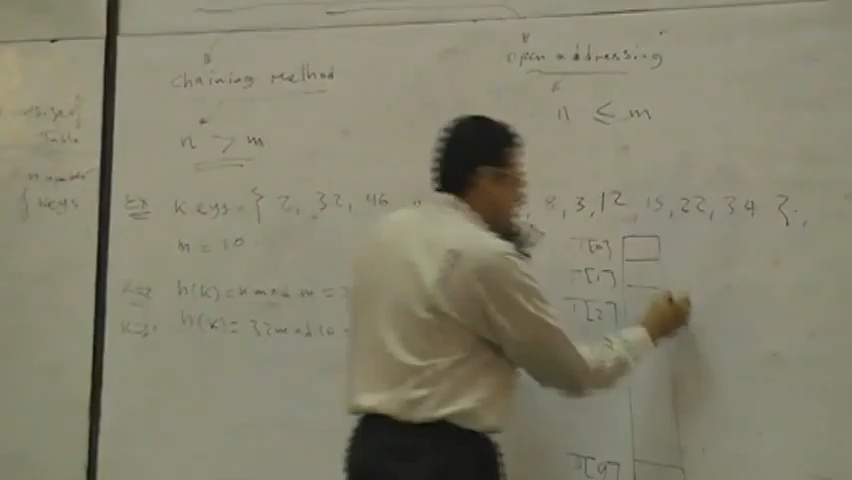 chaining method
open addressing
n > m
n ≤ m
size of
Table
number
keys
Ex keys = { 2, 32, 46 8, 3, 12 15, 22, 34 };
m = 10
T[0]
T[1]
T[2]
h(k) = k mod m =
h(k) = 32 mod 10
T[9]